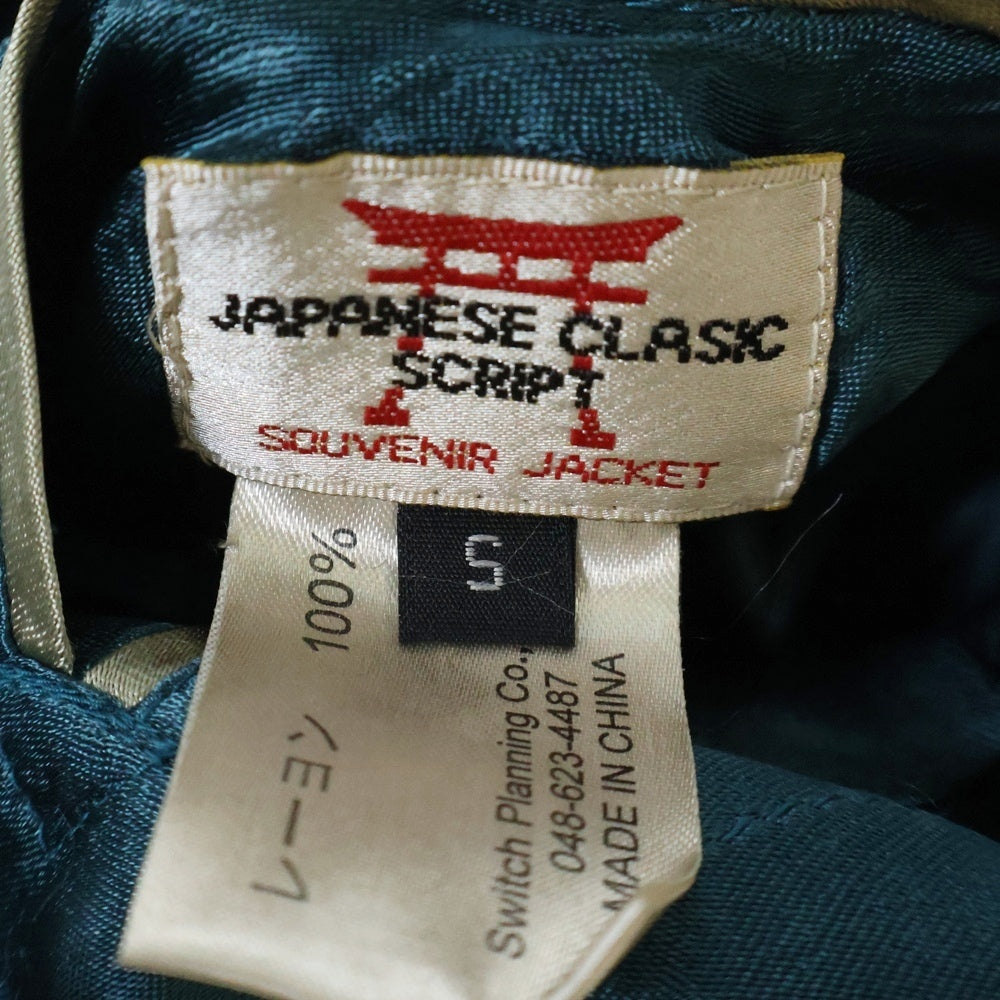 JAPANESE CLASIC
SCRIPT
SOUVENIR JACKET
S
レーヨン 100%
Switch Planning Co.,
048-623-4487
MADE IN CHINA